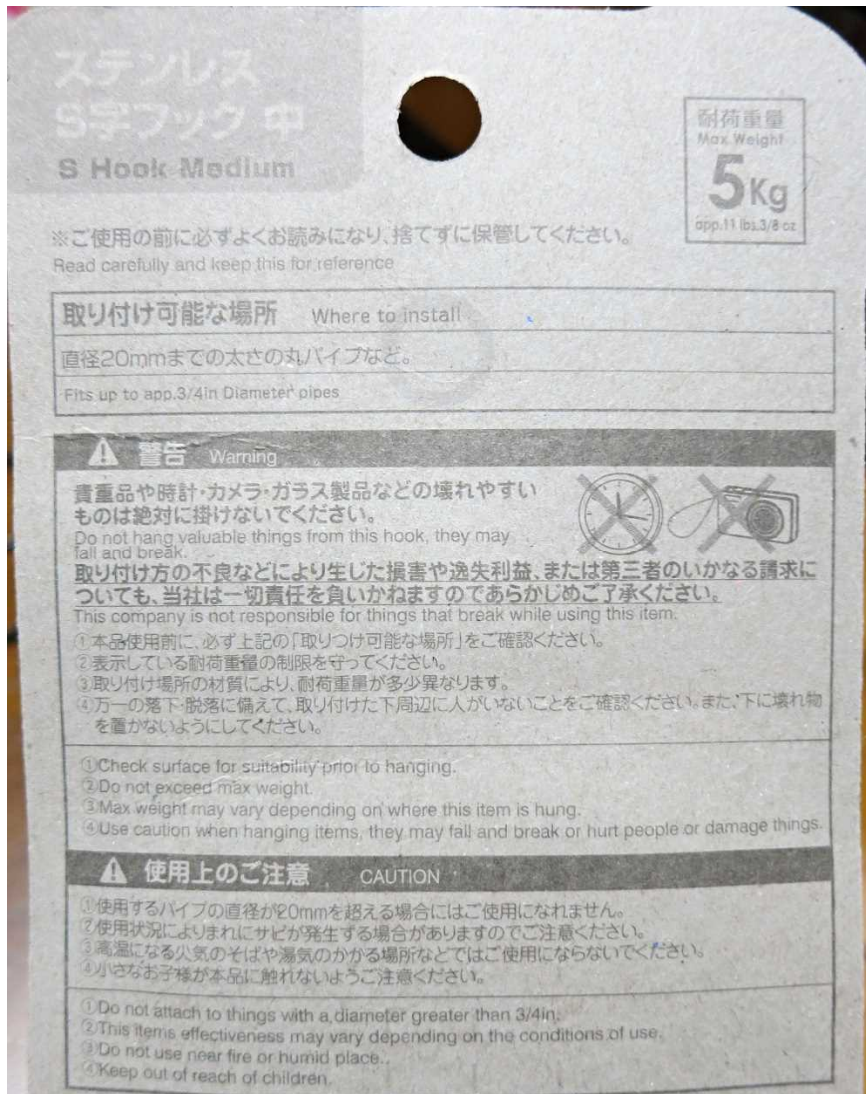 ステンレス
S字フック 中
S Hook Medium
耐荷重量
Max Weight
5Kg
app.11 lbs.3/8 oz
※ご使用の前に必ずよくお読みになり、捨てずに保管してください。
Read carefully and keep this for reference
取り付け可能な場所 Where to install
直径20mmまでの太さの丸パイプなど。
Fits up to app.3/4in Diameter pipes
警告 Warning
貴重品や時計・カメラ・ガラス製品などの壊れやすい
ものは絶対に掛けないでください。
Do not hang valuable things from this hook, they may
fall and break.
取り付け方の不良などにより生じた損害や逸失利益、または第三者のいかなる請求に
ついても、当社は一切責任を負いかねますのであらかじめご了承ください。
This company is not responsible for things that break while using this item.
①本品使用前に、必ず上記の「取りつけ可能な場所」をご確認ください。
②表示している耐荷重量の制限を守ってください。
③取り付け場所の材質により、耐荷重量が多少異なります。
④万一の落下・脱落に備えて、取り付けた下周辺に人がいないことをご確認ください。また、下に壊れ物
を置かないようにしてください。
①Check surface for suitability prior to hanging.
②Do not exceed max weight.
③Max weight may vary depending on where this item is hung.
④Use caution when hanging items, they may fall and break or hurt people or damage things.
使用上のご注意 CAUTION
①使用するパイプの直径が20mmを超える場合にはご使用になれません。
②使用状況によりまれにサビが発生する場合がありますのでご注意ください。
③高温になる火気のそばや湯気のかかる場所などではご使用にならないでください。
④小さなお子様が本品に触れないようご注意ください。
①Do not attach to things with a diameter greater than 3/4in.
②This items effectiveness may vary depending on the conditions of use.
③Do not use near fire or humid place.
④Keep out of reach of children.